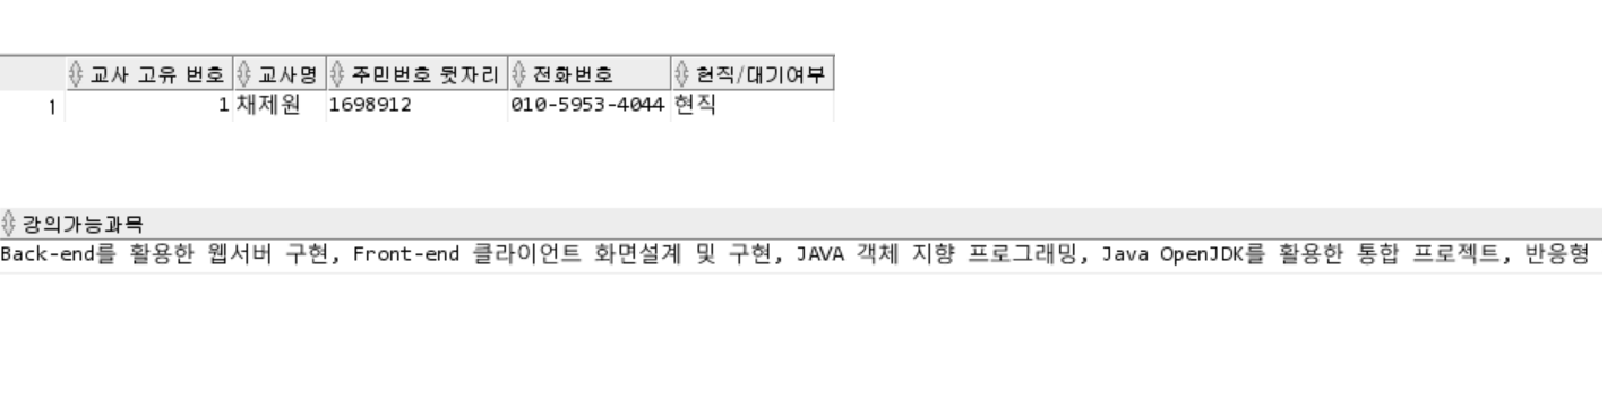 교사 고유 번호 교사명 주민번호 뒷자리 전화번호 현직/대기여부
1 1 채제원 1698912 010-5953-4044 현직
강의가능과목
Back-end를 활용한 웹서버 구현, Front-end 클라이언트 화면설계 및 구현, JAVA 객체 지향 프로그래밍, Java OpenJDK를 활용한 통합 프로젝트, 반응형